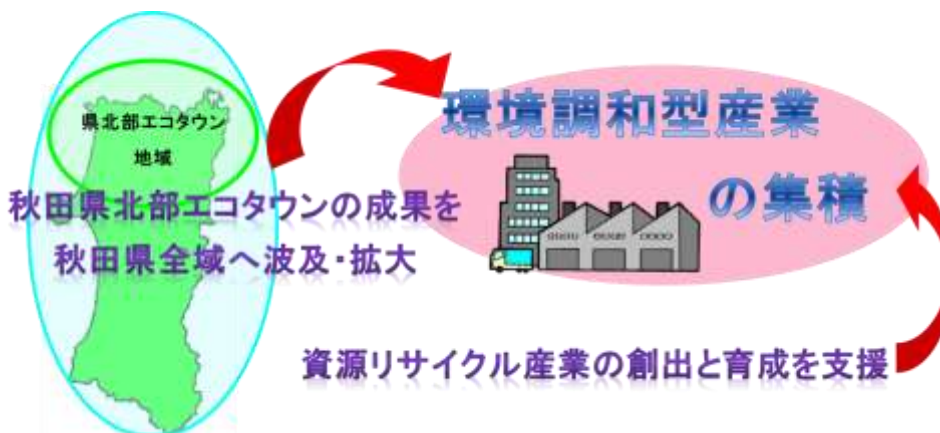 県北部エコタウン
地域
秋田県北部エコタウンの成果を
秋田県全域へ波及・拡大
環境調和型産業
の集積
資源リサイクル産業の創出と育成を支援